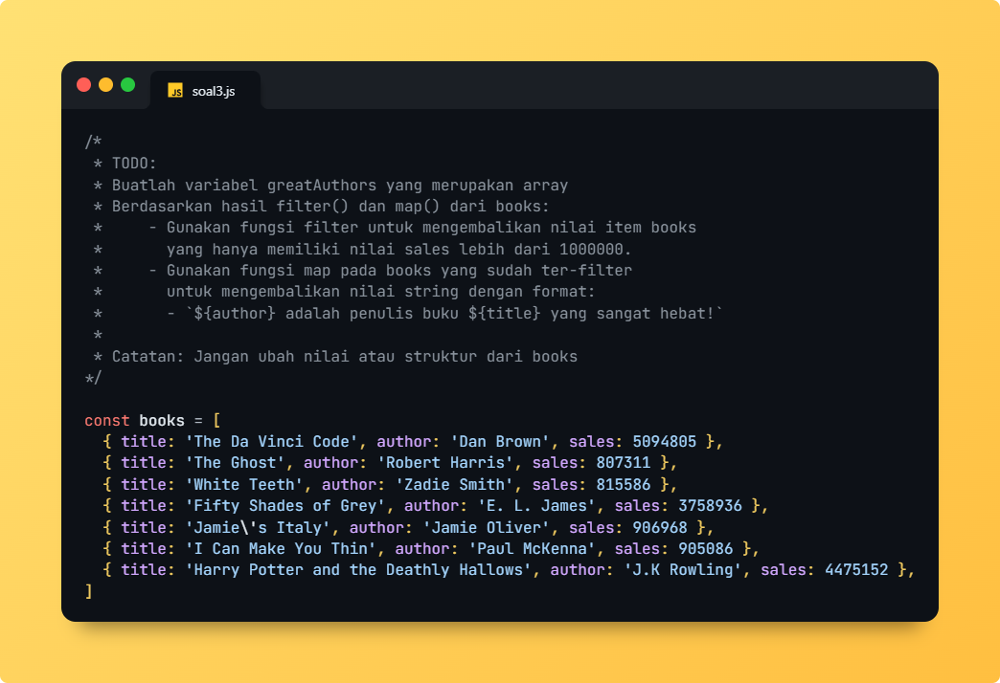 JS soal3.js
/*
 * TODO:
 * Buatlah variabel greatAuthors yang merupakan array
 * Berdasarkan hasil filter() dan map() dari books:
 *     - Gunakan fungsi filter untuk mengembalikan nilai item books
 *       yang hanya memiliki nilai sales lebih dari 1000000.
 *     - Gunakan fungsi map pada books yang sudah ter-filter
 *       untuk mengembalikan nilai string dengan format:
 *       - `${author} adalah penulis buku ${title} yang sangat hebat!`
 *
 * Catatan: Jangan ubah nilai atau struktur dari books
*/
const books = [
  { title: 'The Da Vinci Code', author: 'Dan Brown', sales: 5094805 },
  { title: 'The Ghost', author: 'Robert Harris', sales: 807311 },
  { title: 'White Teeth', author: 'Zadie Smith', sales: 815586 },
  { title: 'Fifty Shades of Grey', author: 'E. L. James', sales: 3758936 },
  { title: 'Jamie\'s Italy', author: 'Jamie Oliver', sales: 906968 },
  { title: 'I Can Make You Thin', author: 'Paul McKenna', sales: 905086 },
  { title: 'Harry Potter and the Deathly Hallows', author: 'J.K Rowling', sales: 4475152 },
]